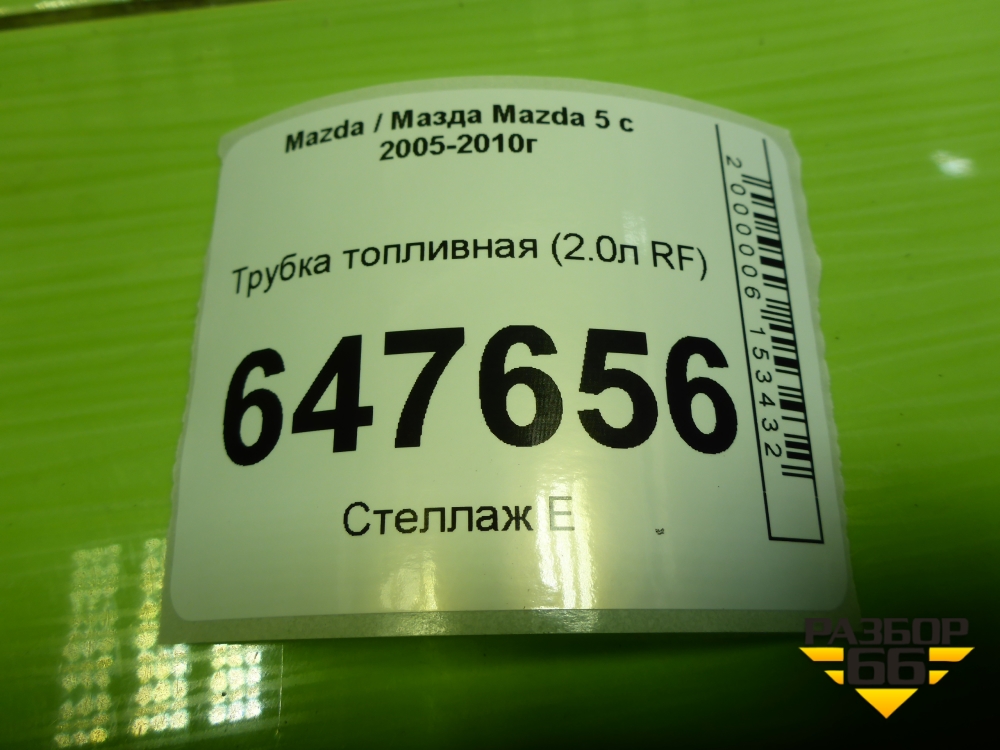 Mazda / Мазда Mazda 5 с
2005-2010г
Трубка топливная (2.0л RF)
647656
Стеллаж E
2000006153432
РАЗБОР
66